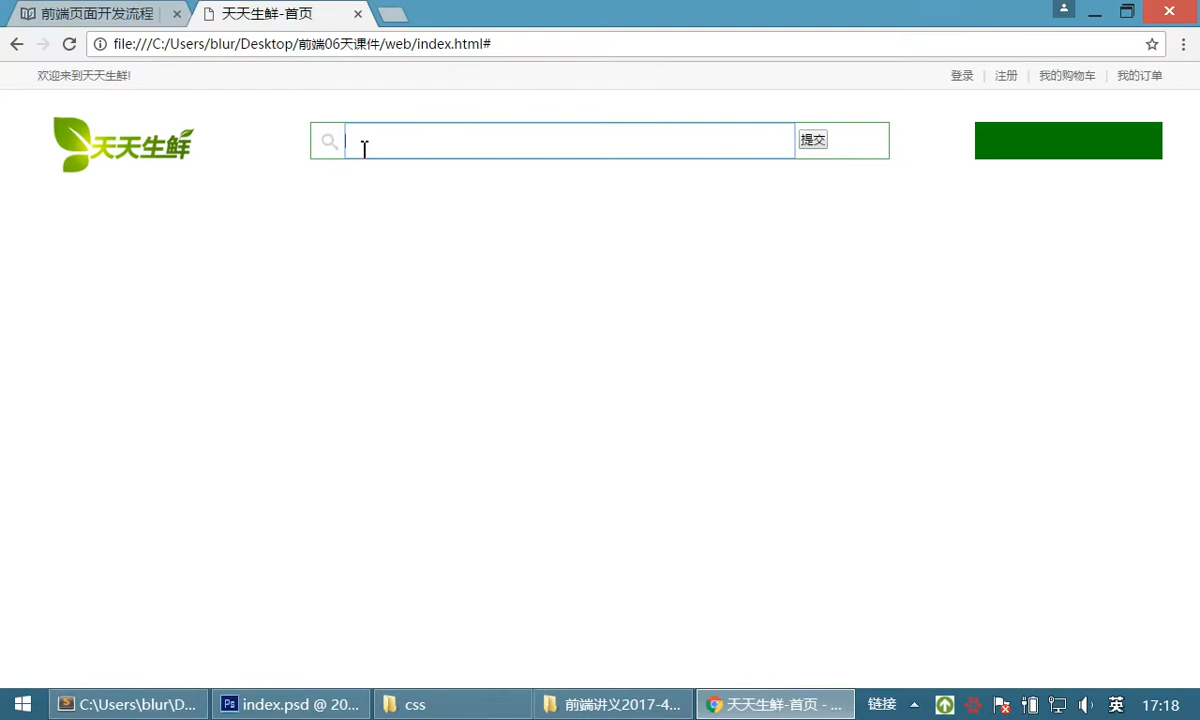 前端页面开发流程
天天生鲜-首页
file:///C:/Users/blur/Desktop/前端06天课件/web/index.html#
欢迎来到天天生鲜!
登录 | 注册 | 我的购物车 | 我的订单
天天生鲜
提交
C:\Users\blur\D...
index.psd @ 20...
css
前端讲义2017-4...
天天生鲜-首页 - ...
链接
英
17:18